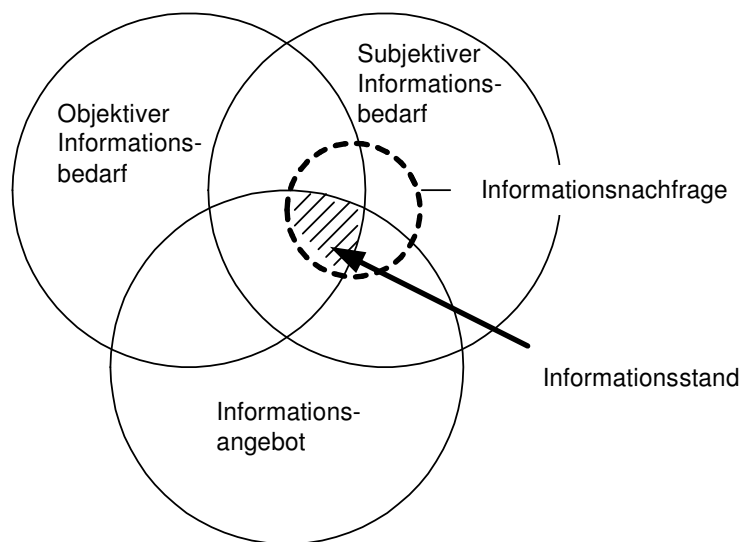 Subjektiver
Informations-
bedarf
Objektiver
Informations-
bedarf
Informationsnachfrage
Informationsstand
Informations-
angebot